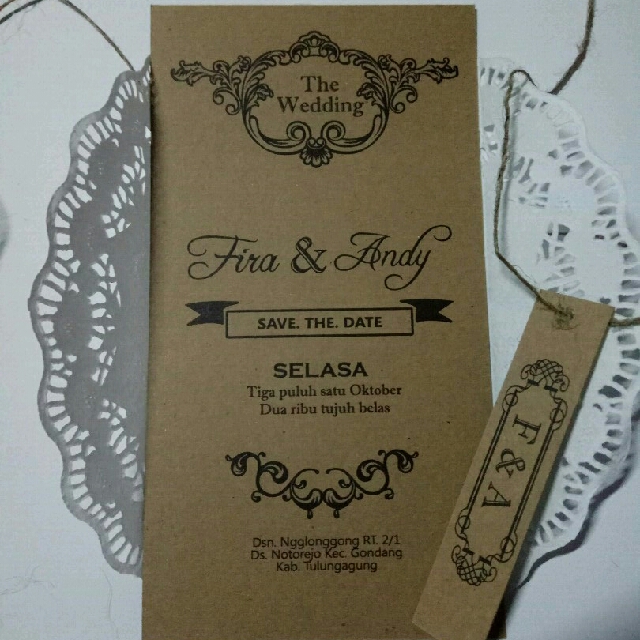 The
Wedding
Fira & Andy
SAVE. THE. DATE
SELASA
Tiga puluh satu Oktober
Dua ribu tujuh belas
Dsn. Ngglonggong RT. 2/1
Ds. Notorejo Kec. Gondang
Kab. Tulungagung
F & A